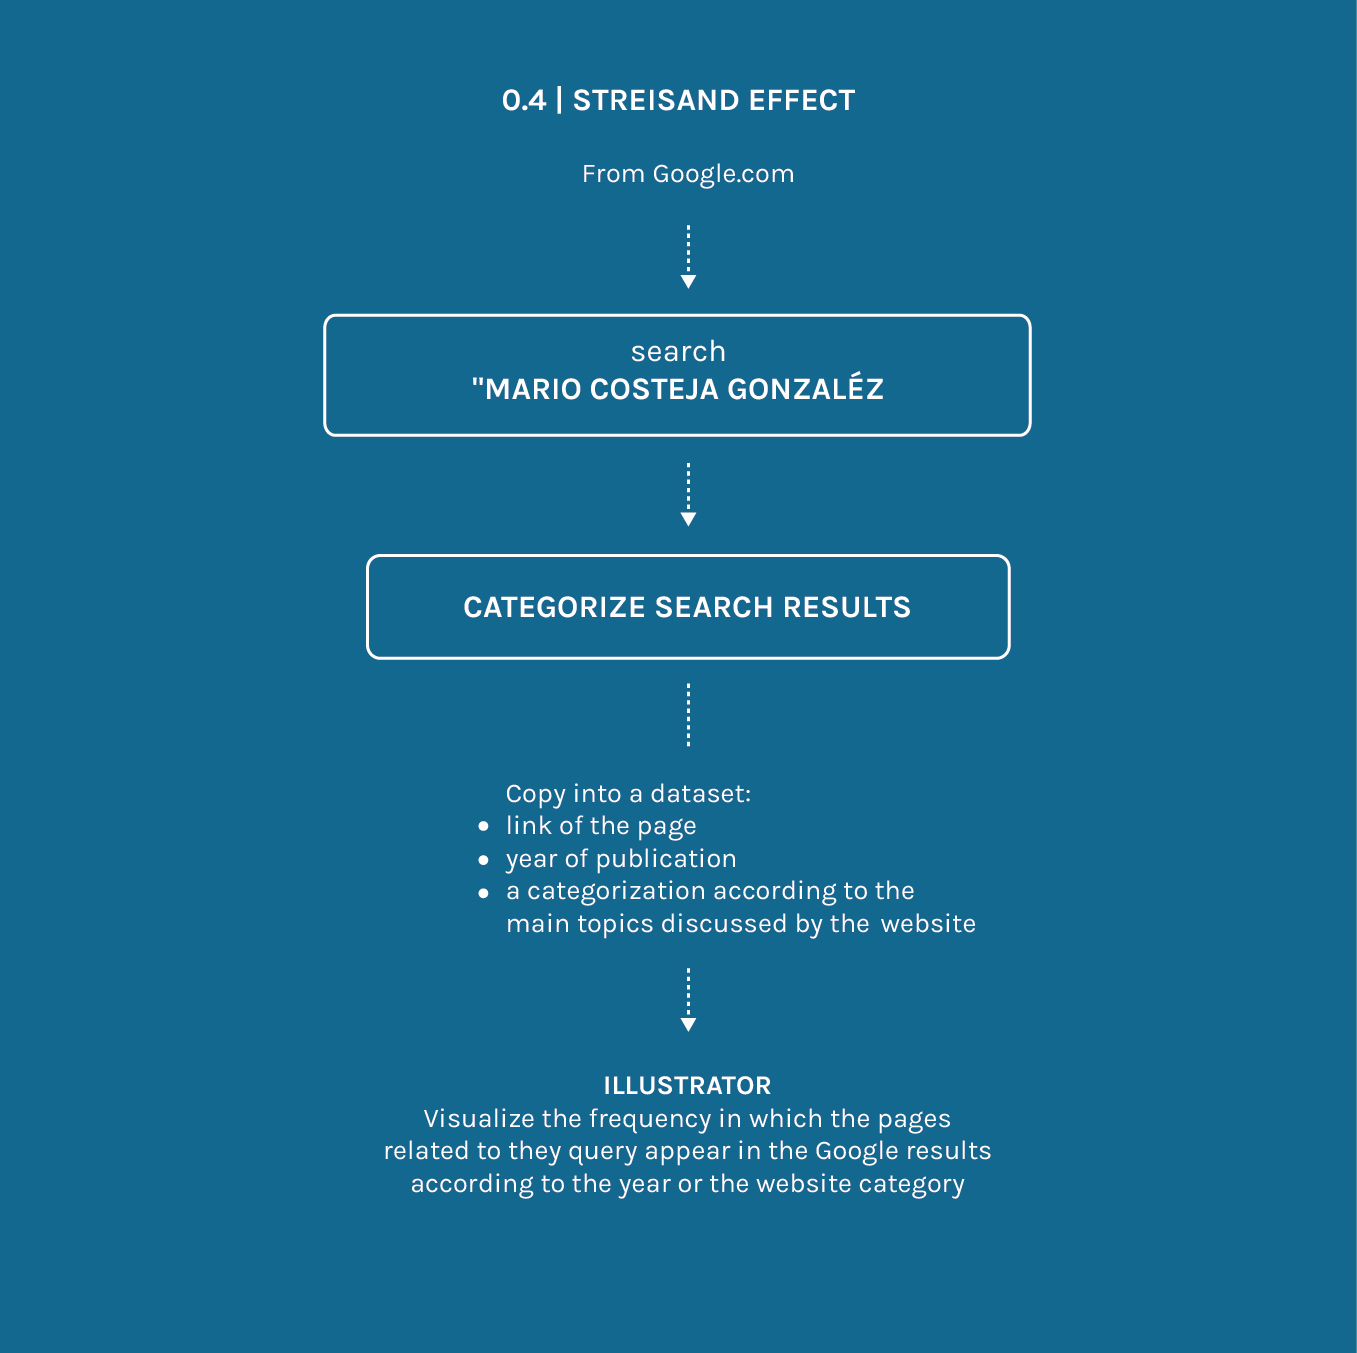 0.4 | STREISAND EFFECT
From Google.com
search
"MARIO COSTEJA GONZALÉZ
CATEGORIZE SEARCH RESULTS
Copy into a dataset:
• link of the page
• year of publication
• a categorization according to the
main topics discussed by the website
ILLUSTRATOR
Visualize the frequency in which the pages
related to they query appear in the Google results
according to the year or the website category